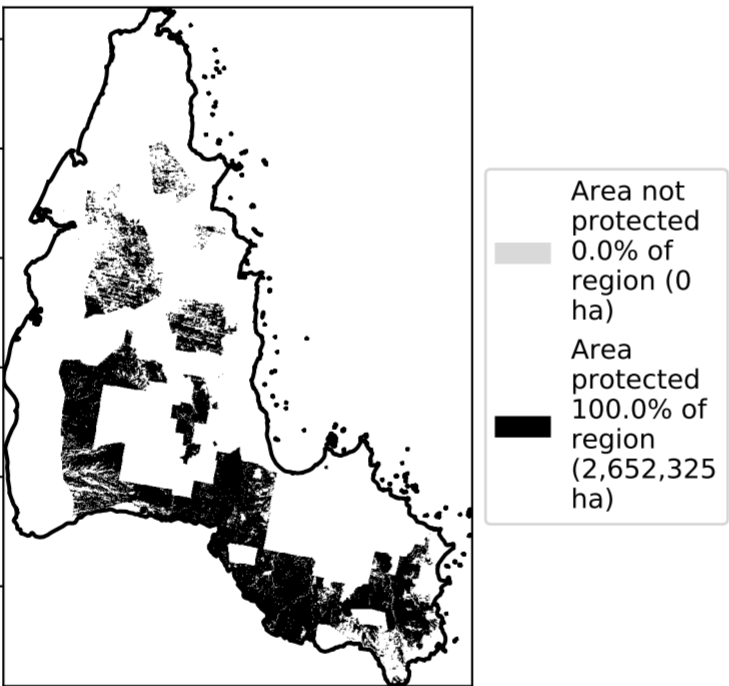 Area not
protected
0.0% of
region (0
ha)
Area
protected
100.0% of
region
(2,652,325
ha)